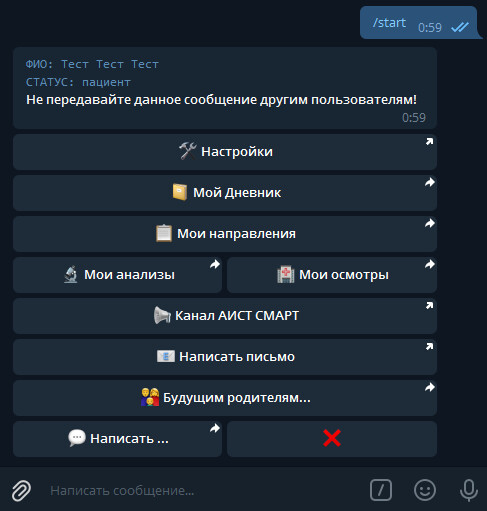 /start 0:59
ФИО: Тест Тест Тест
СТАТУС: пациент
Не передавайте данное сообщение другим пользователям!
0:59
Настройки
Мой Дневник
Мои направления
Мои анализы
Мои осмотры
Канал АИСТ СМАРТ
Написать письмо
Будущим родителям...
Написать ...
Написать сообщение...